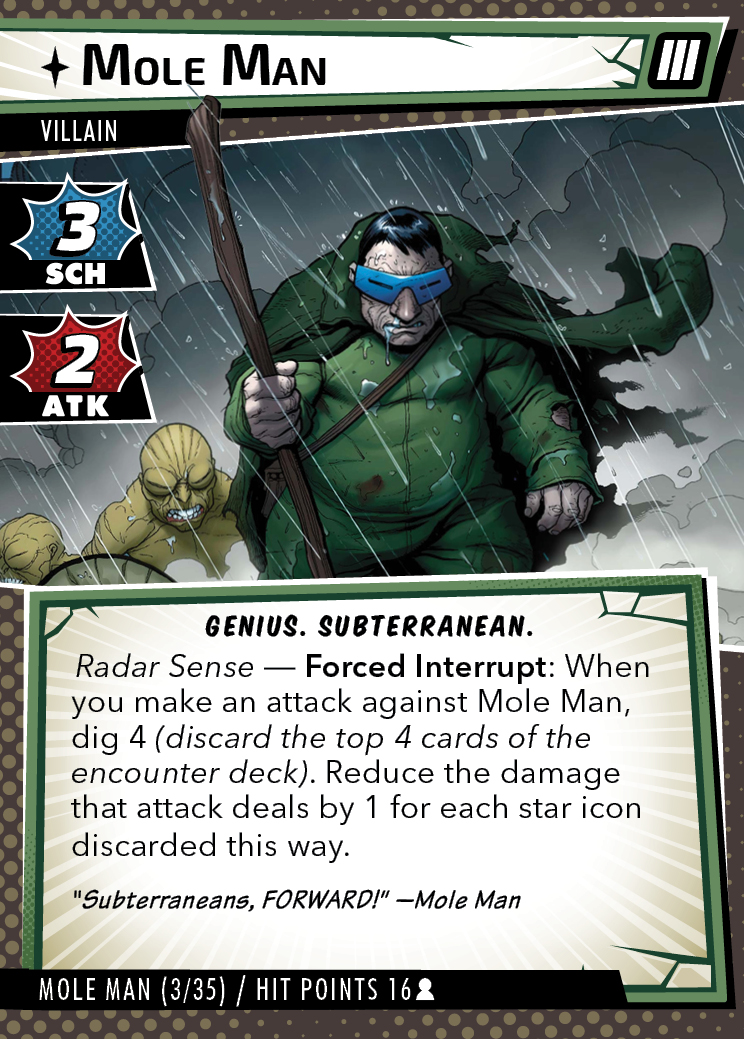 Mole Man
III
VILLAIN
3
SCH
2
ATK
GENIUS. SUBTERRANEAN.
Radar Sense — Forced Interrupt: When
you make an attack against Mole Man,
dig 4 (discard the top 4 cards of the
encounter deck). Reduce the damage
that attack deals by 1 for each star icon
discarded this way.
"Subterraneans, FORWARD!" —Mole Man
MOLE MAN (3/35) / HIT POINTS 16